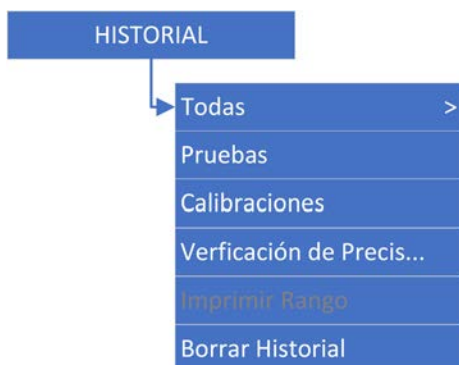 HISTORIAL
Todas >
Pruebas
Calibraciones
Verficación de Precis...
Imprimir Rango
Borrar Historial